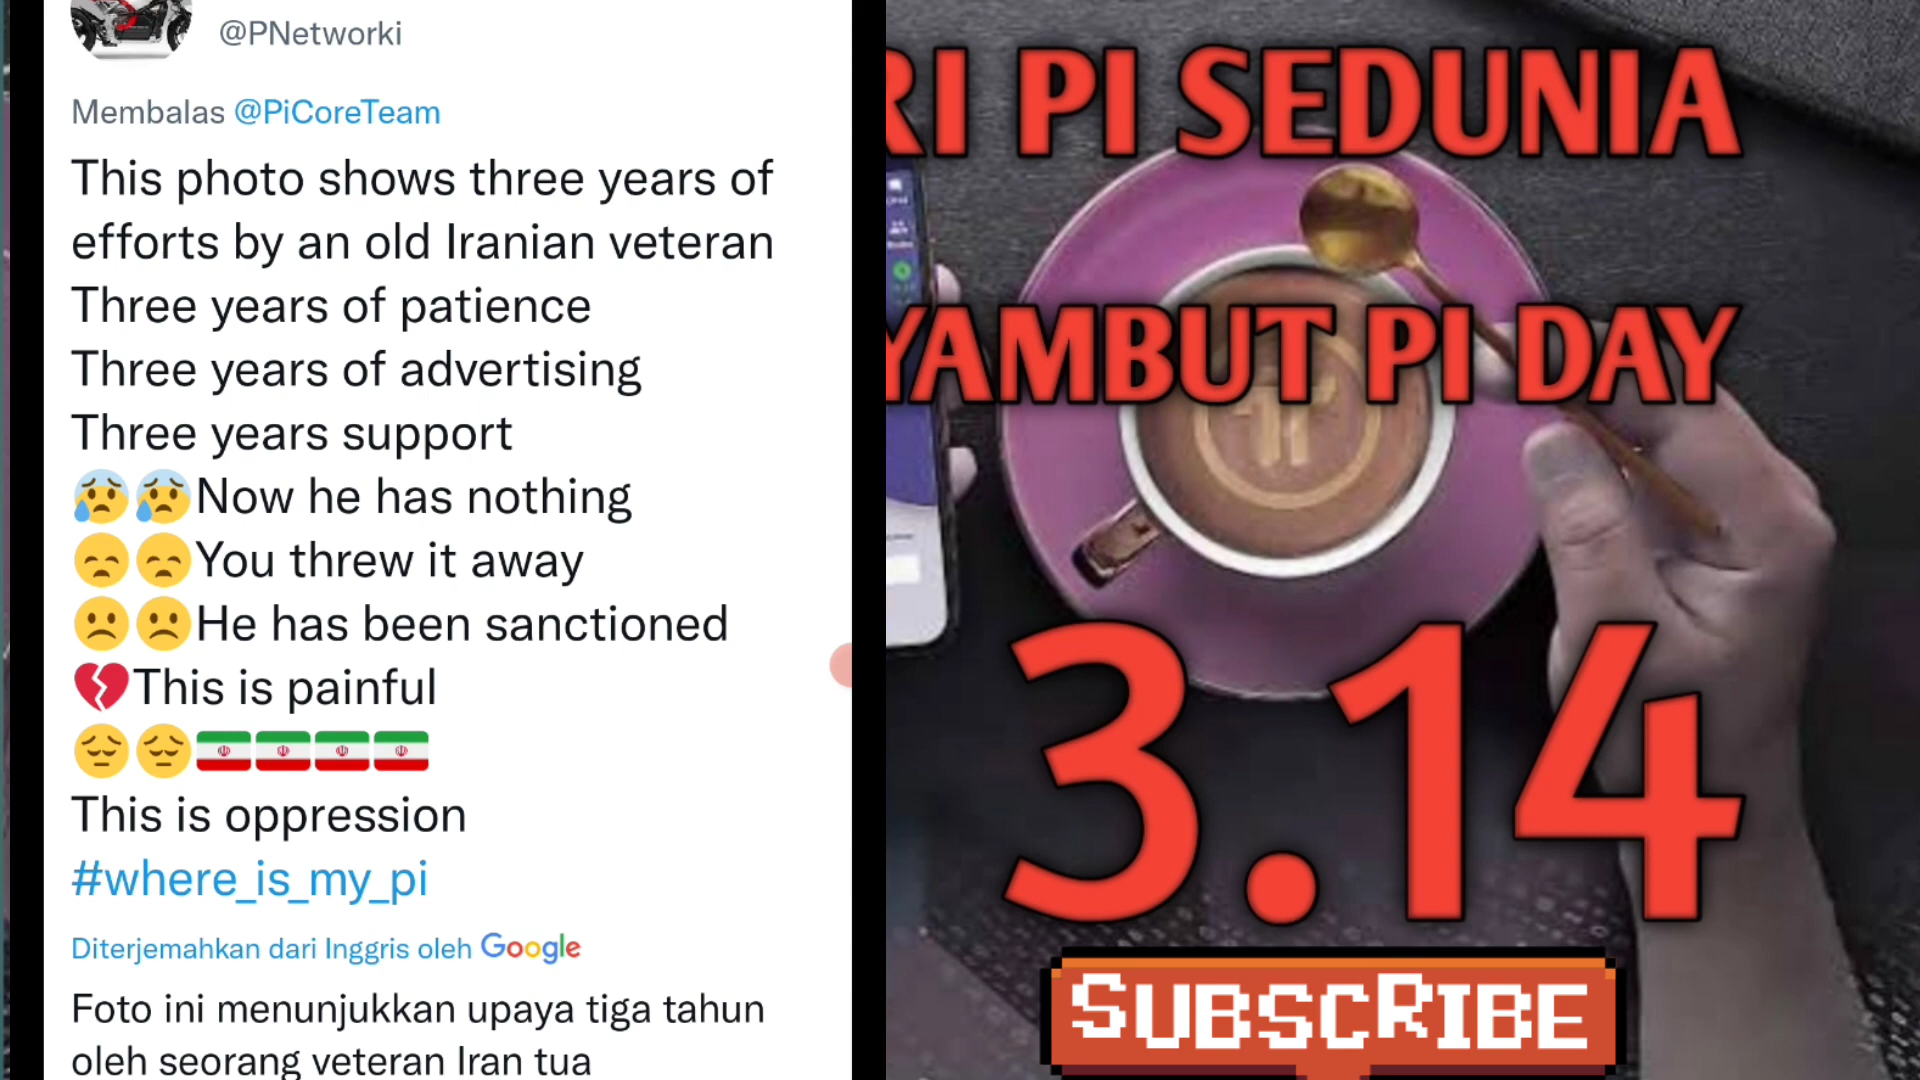 @PNetworki
Membalas @PiCoreTeam
This photo shows three years of
efforts by an old Iranian veteran
Three years of patience
Three years of advertising
Three years support
😰😰Now he has nothing
😞😞You threw it away
🙁🙁He has been sanctioned
💔This is painful
😔😔🇮🇷🇮🇷🇮🇷🇮🇷
This is oppression
#where_is_my_pi
Diterjemahkan dari Inggris oleh Google
Foto ini menunjukkan upaya tiga tahun
oleh seorang veteran Iran tua
RI PI SEDUNIA
YAMBUT PI DAY
3.14
SUBSCRIBE